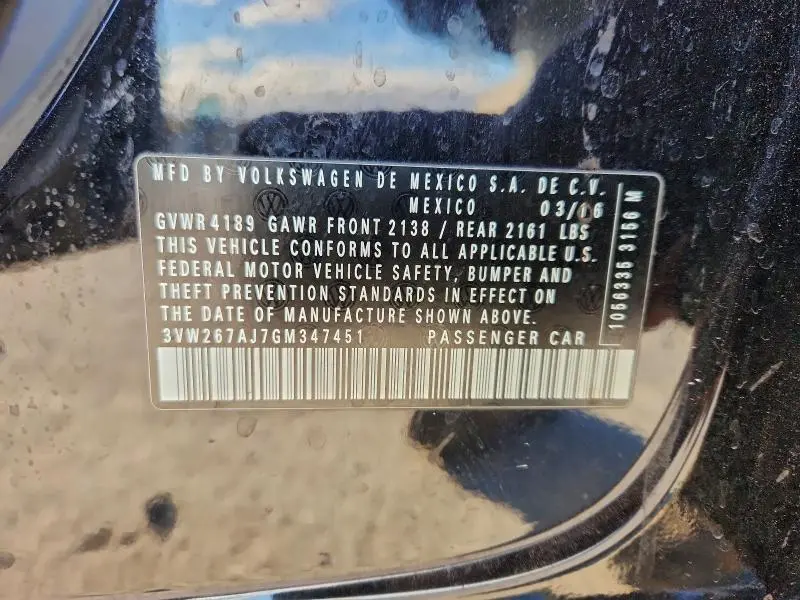 MFD BY VOLKSWAGEN DE MEXICO S.A. DE C.V.
MEXICO 03/16
GVWR 4189 GAWR FRONT 2138 / REAR 2161 LBS
THIS VEHICLE CONFORMS TO ALL APPLICABLE U.S.
FEDERAL MOTOR VEHICLE SAFETY, BUMPER AND
THEFT PREVENTION STANDARDS IN EFFECT ON
THE DATE OF MANUFACTURE SHOWN ABOVE.
3VW267AJ7GM347451 PASSENGER CAR
1056335 3156 M